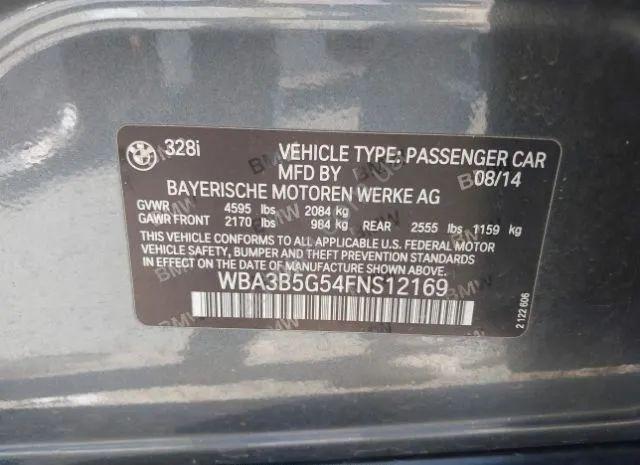 BMW 328i VEHICLE TYPE: PASSENGER CAR
MFD BY 08/14
BAYERISCHE MOTOREN WERKE AG
GVWR 4595 lbs 2084 kg
GAWR FRONT 2170 lbs 984 kg REAR 2555 lbs 1159 kg
THIS VEHICLE CONFORMS TO ALL APPLICABLE U.S. FEDERAL MOTOR
VEHICLE SAFETY, BUMPER AND THEFT PREVENTION STANDARDS
IN EFFECT ON THE DATE OF MANUFACTURE SHOWN ABOVE.
WBA3B5G54FNS12169
2 122 606